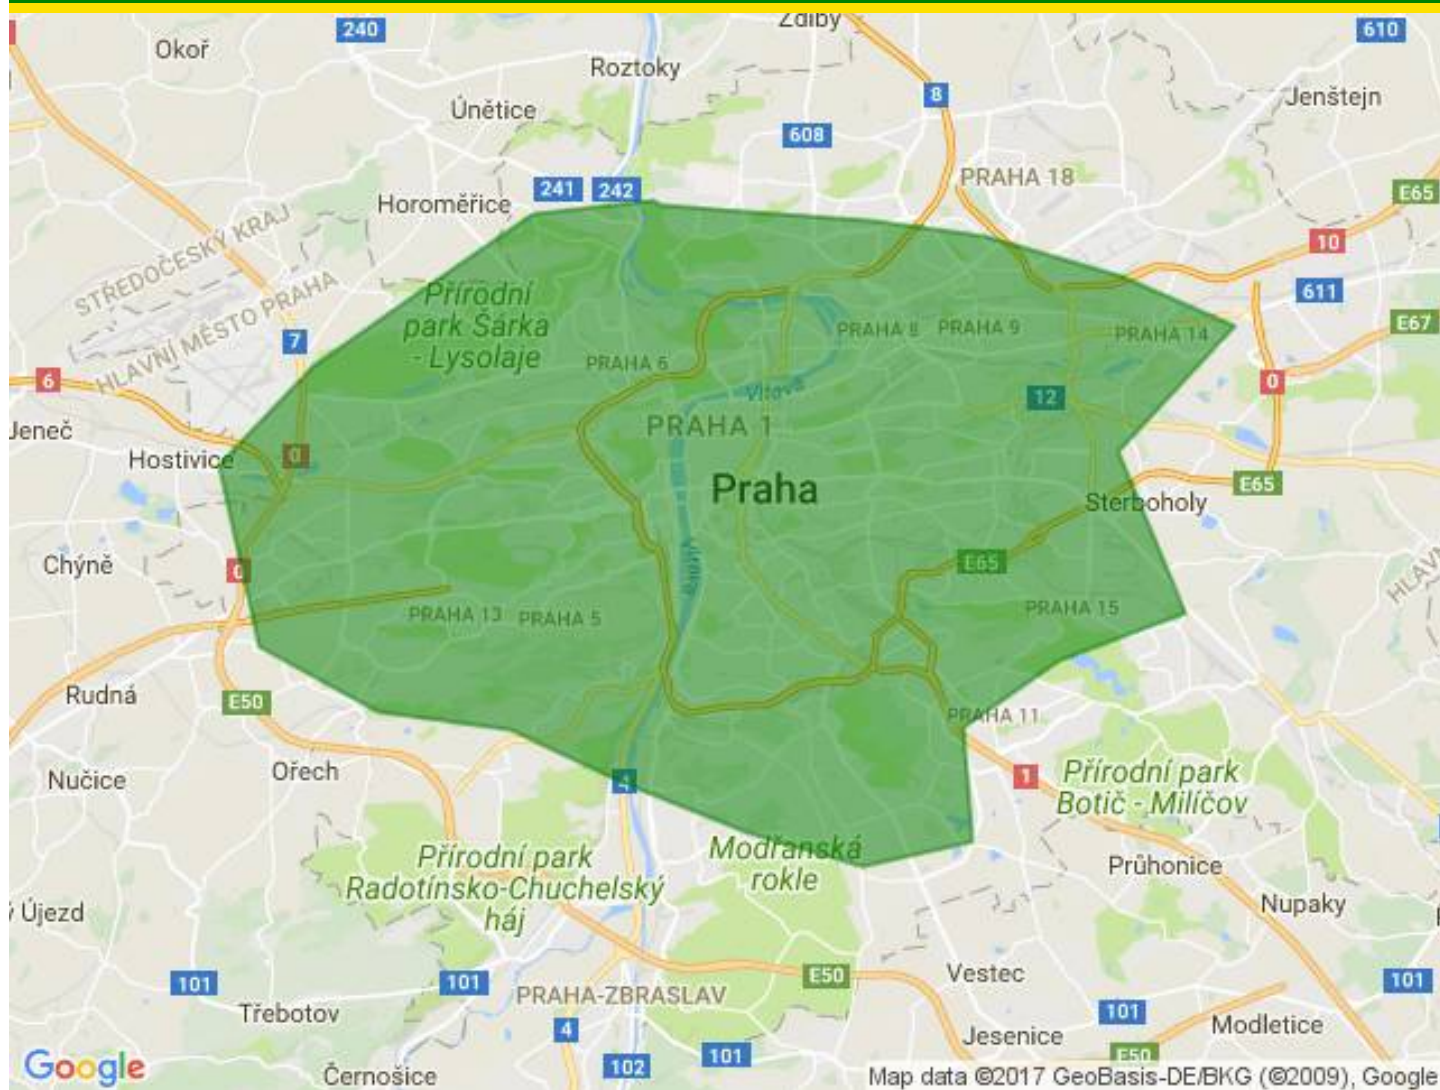 Zdiby
240
610
Okoř
Roztoky
8
Jenštejn
Únětice
608
PRAHA 18
241
242
E65
Horoměřice
STŘEDOČESKÝ KRAJ
HLAVNÍ MĚSTO PRAHA
10
Přírodní
park Šárka
- Lysolaje
611
7
PRAHA 8
PRAHA 9
PRAHA 14
E67
PRAHA 6
6
0
12
PRAHA 1
Jeneč
Hostivice
0
Praha
E65
Štěrboholy
Chýně
0
E65
Vltava
PRAHA 13
PRAHA 5
PRAHA 15
Rudná
E50
PRAHA 11
Nučice
Ořech
4
1
Přírodní park
Botič - Milíčov
Modřanská
rokle
Přírodní park
Radotínsko-Chuchelský
háj
Průhonice
Újezd
Nupaky
101
101
E50
Vestec
101
PRAHA-ZBRASLAV
Třebotov
4
101
Modletice
Jesenice
E50
101
102
Google
Černošice
Map data ©2017 GeoBasis-DE/BKG (©2009), Google